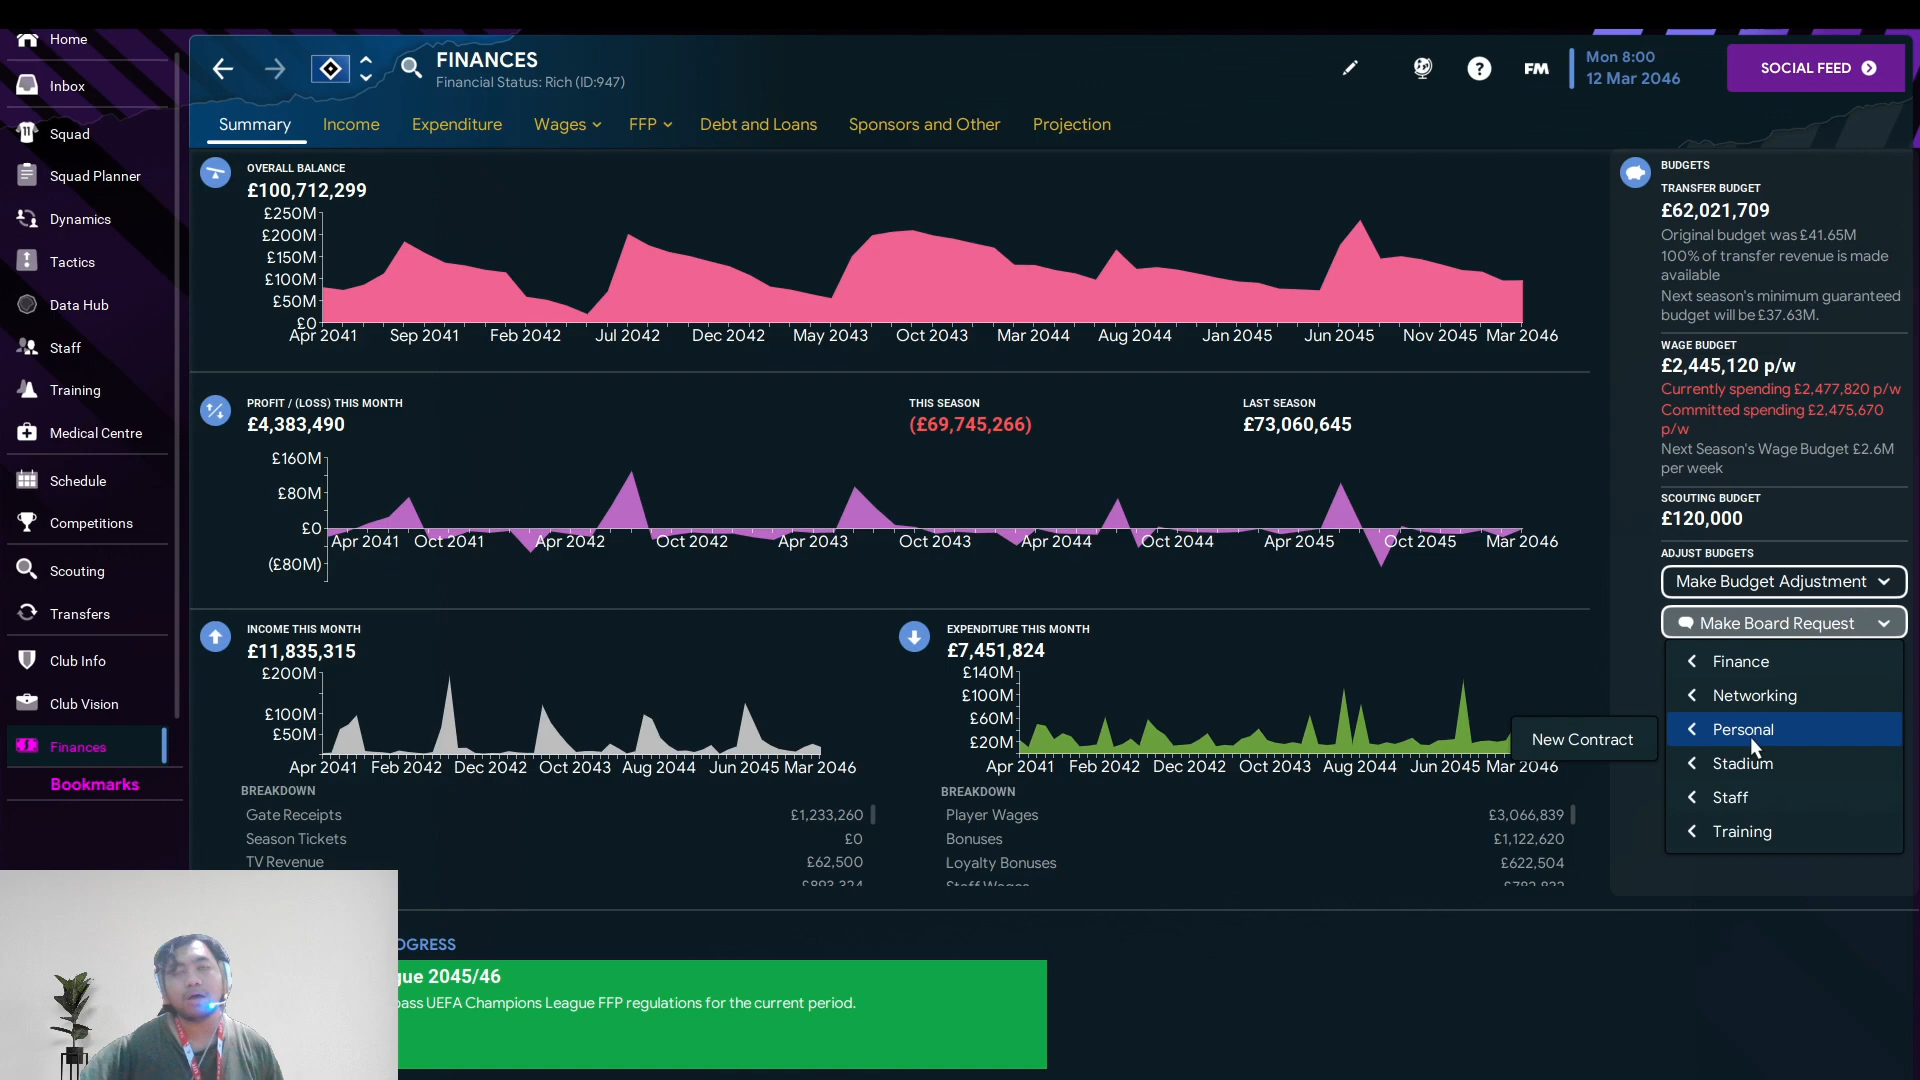 Home
Inbox
Squad
Squad Planner
Dynamics
Tactics
Data Hub
Staff
Training
Medical Centre
Schedule
Competitions
Scouting
Transfers
Club Info
Club Vision
Finances
Bookmarks
FINANCES
Financial Status: Rich (ID:947)
FM
Mon 8:00
12 Mar 2046
SOCIAL FEED
Summary Income Expenditure Wages FFP Debt and Loans Sponsors and Other Projection
OVERALL BALANCE
£100,712,299
£250M
£200M
£150M
£100M
£50M
£0
Apr 2041 Sep 2041 Feb 2042 Jul 2042 Dec 2042 May 2043 Oct 2043 Mar 2044 Aug 2044 Jan 2045 Jun 2045 Nov 2045 Mar 2046
PROFIT / (LOSS) THIS MONTH
£4,383,490
THIS SEASON
(£69,745,266)
LAST SEASON
£73,060,645
£160M
£80M
£0
(£80M)
Apr 2041 Oct 2041 Apr 2042 Oct 2042 Apr 2043 Oct 2043 Apr 2044 Oct 2044 Apr 2045 Oct 2045 Mar 2046
INCOME THIS MONTH
£11,835,315
£200M
£100M
£50M
Apr 2041 Feb 2042 Dec 2042 Oct 2043 Aug 2044 Jun 2045 Mar 2046
BREAKDOWN
Gate Receipts £1,233,260
Season Tickets £0
TV Revenue £62,500
EXPENDITURE THIS MONTH
£7,451,824
£140M
£100M
£60M
£20M
Apr 2041 Feb 2042 Dec 2042 Oct 2043 Aug 2044 Jun 2045 Mar 2046
BREAKDOWN
Player Wages £3,066,839
Bonuses £1,122,620
Loyalty Bonuses £622,504
Staff Wages
BUDGETS
TRANSFER BUDGET
£62,021,709
Original budget was £41.65M
100% of transfer revenue is made
available
Next season's minimum guaranteed
budget will be £37.63M.
WAGE BUDGET
£2,445,120 p/w
Currently spending £2,477,820 p/w
Committed spending £2,475,670
p/w
Next Season's Wage Budget £2.6M
per week
SCOUTING BUDGET
£120,000
ADJUST BUDGETS
Make Budget Adjustment
Make Board Request
Finance
Networking
Personal
Stadium
Staff
Training
New Contract
OGRESS
gue 2045/46
pass UEFA Champions League FFP regulations for the current period.